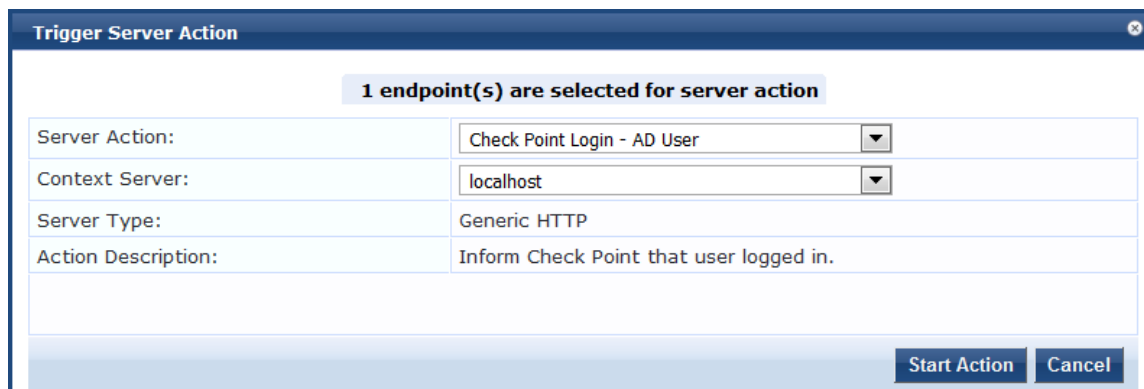 Trigger Server Action
1 endpoint(s) are selected for server action
Server Action: Check Point Login - AD User
Context Server: localhost
Server Type: Generic HTTP
Action Description: Inform Check Point that user logged in.
Start Action Cancel